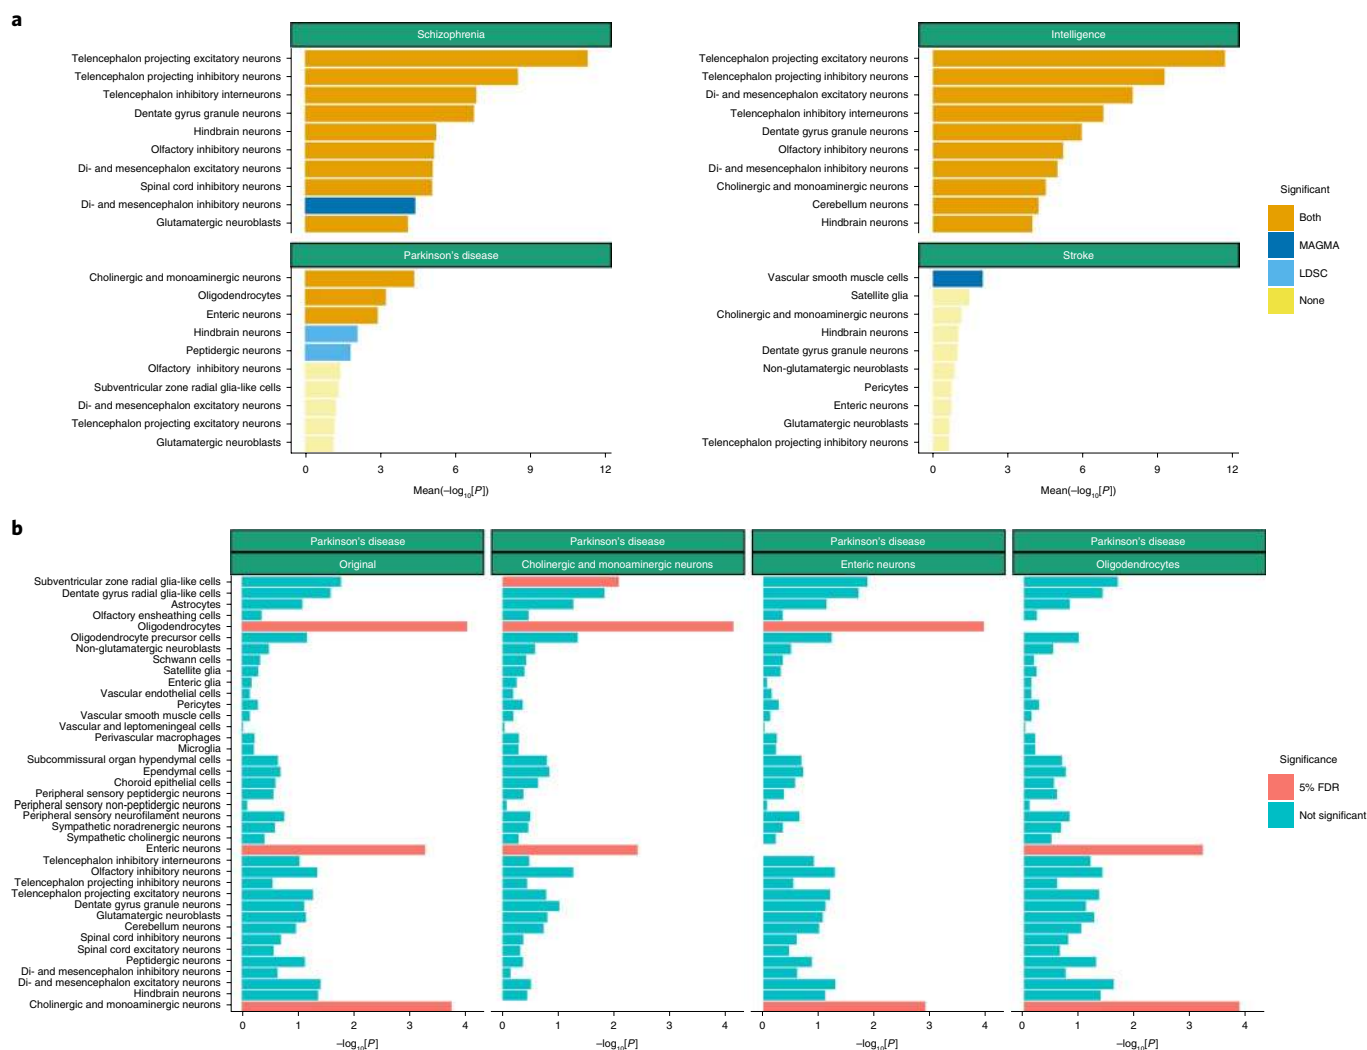 a
Schizophrenia
Telencephalon projecting excitatory neurons
Telencephalon projecting inhibitory neurons
Telencephalon inhibitory interneurons
Dentate gyrus granule neurons
Hindbrain neurons
Olfactory inhibitory neurons
Di- and mesencephalon excitatory neurons
Spinal cord inhibitory neurons
Di- and mesencephalon inhibitory neurons
Glutamatergic neuroblasts
Parkinson's disease
Cholinergic and monoaminergic neurons
Oligodendrocytes
Enteric neurons
Hindbrain neurons
Peptidergic neurons
Olfactory inhibitory neurons
Subventricular zone radial glia-like cells
Di- and mesencephalon excitatory neurons
Telencephalon projecting excitatory neurons
Glutamatergic neuroblasts
0 3 6 9 12
Mean(–log10[P])
Intelligence
Telencephalon projecting excitatory neurons
Telencephalon projecting inhibitory neurons
Di- and mesencephalon excitatory neurons
Telencephalon inhibitory interneurons
Dentate gyrus granule neurons
Olfactory inhibitory neurons
Di- and mesencephalon inhibitory neurons
Cholinergic and monoaminergic neurons
Cerebellum neurons
Hindbrain neurons
Stroke
Vascular smooth muscle cells
Satellite glia
Cholinergic and monoaminergic neurons
Hindbrain neurons
Dentate gyrus granule neurons
Non-glutamatergic neuroblasts
Pericytes
Enteric neurons
Glutamatergic neuroblasts
Telencephalon projecting inhibitory neurons
0 3 6 9 12
Mean(–log10[P])
Significant
Both
MAGMA
LDSC
None
b
Parkinson's disease Parkinson's disease Parkinson's disease Parkinson's disease
Original Cholinergic and monoaminergic neurons Enteric neurons Oligodendrocytes
Subventricular zone radial glia-like cells
Dentate gyrus radial glia-like cells
Astrocytes
Olfactory ensheathing cells
Oligodendrocytes
Oligodendrocyte precursor cells
Non-glutamatergic neuroblasts
Schwann cells
Satellite glia
Enteric glia
Vascular endothelial cells
Pericytes
Vascular smooth muscle cells
Vascular and leptomeningeal cells
Perivascular macrophages
Microglia
Subcommissural organ hypendymal cells
Ependymal cells
Choroid epithelial cells
Peripheral sensory peptidergic neurons
Peripheral sensory non-peptidergic neurons
Peripheral sensory neurofilament neurons
Sympathetic noradrenergic neurons
Sympathetic cholinergic neurons
Enteric neurons
Telencephalon inhibitory interneurons
Olfactory inhibitory neurons
Telencephalon projecting inhibitory neurons
Telencephalon projecting excitatory neurons
Dentate gyrus granule neurons
Glutamatergic neuroblasts
Cerebellum neurons
Spinal cord inhibitory neurons
Spinal cord excitatory neurons
Peptidergic neurons
Di- and mesencephalon inhibitory neurons
Di- and mesencephalon excitatory neurons
Hindbrain neurons
Cholinergic and monoaminergic neurons
0 1 2 3 4 0 1 2 3 4 0 1 2 3 4 0 1 2 3 4
–log10[P] –log10[P] –log10[P] –log10[P]
Significance
5% FDR
Not significant